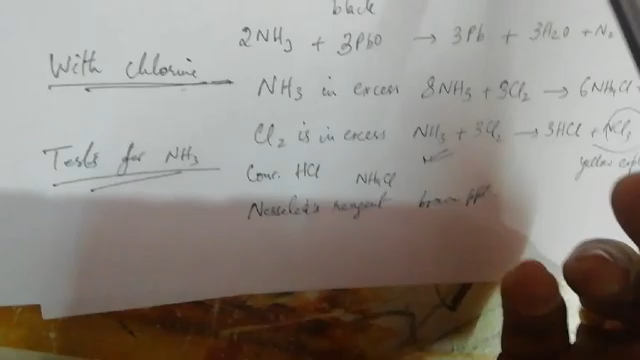 black
2NH3 + 3PbO → 3Pb + 3H2O + N2
With chlorine
NH3 in excess 8NH3 + 3Cl2 → 6NH4Cl +
Cl2 is in excess NH3 + 3Cl2 → 3HCl + NCl3
yellow expl
Tests for NH3
Conc. HCl NH4Cl
Nessler's reagent brown ppt.